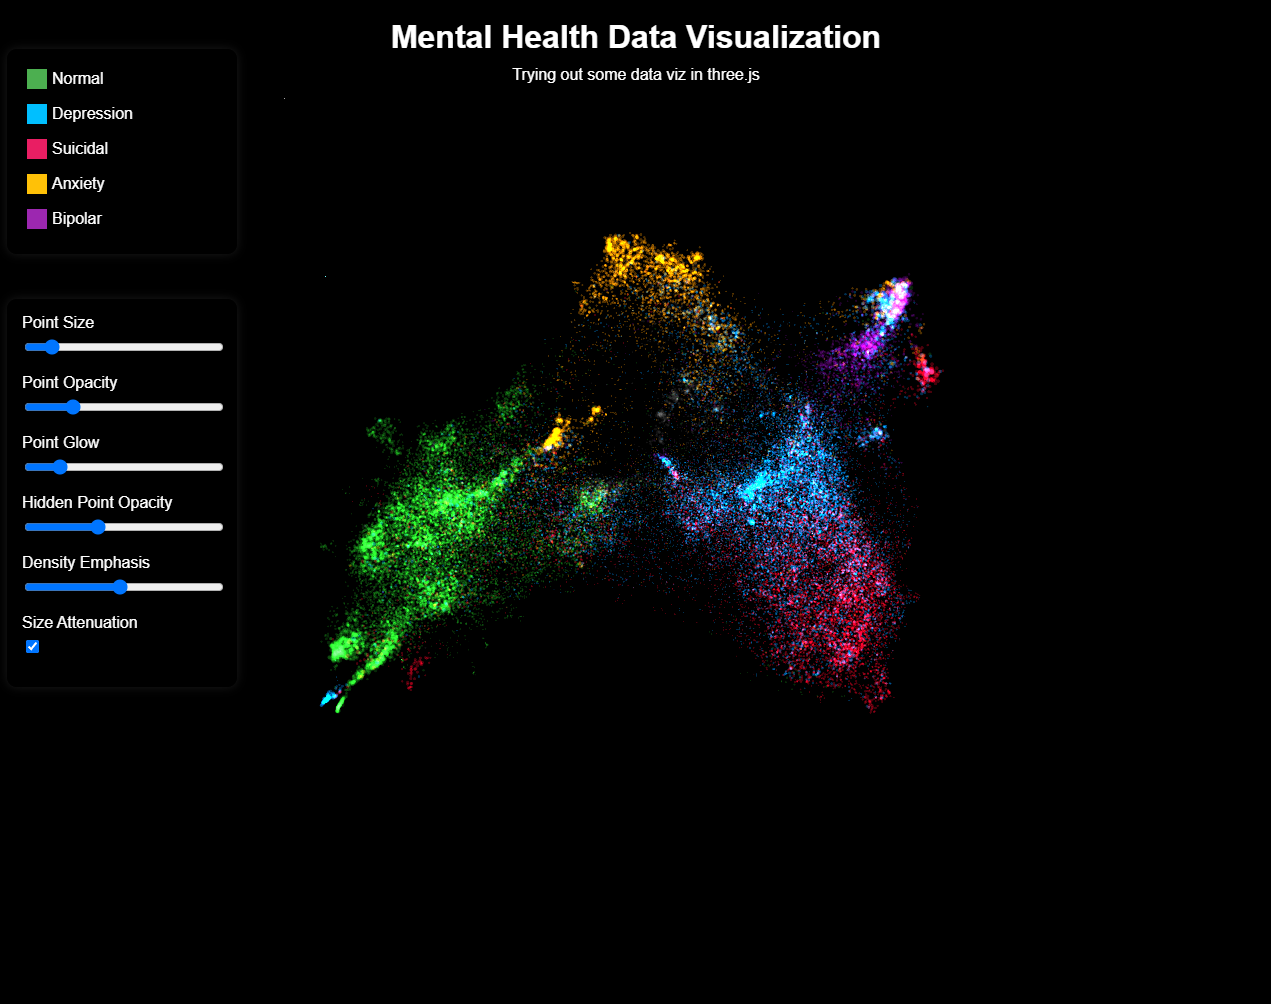 Mental Health Data Visualization
Trying out some data viz in three.js
Normal
Depression
Suicidal
Anxiety
Bipolar
Point Size
Point Opacity
Point Glow
Hidden Point Opacity
Density Emphasis
Size Attenuation